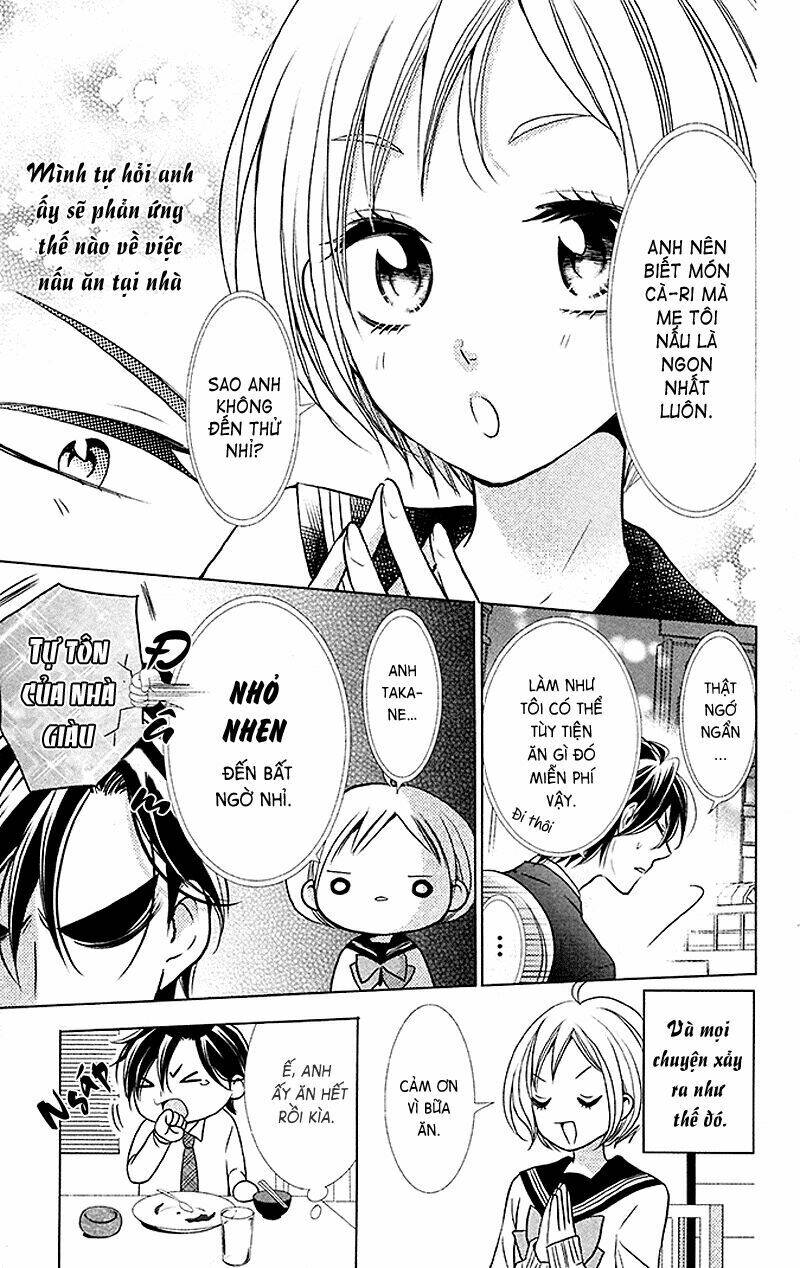 ANH NÊN
BIẾT MÓN
CÀ-RI MÀ
MẸ TÔI
NẤU LÀ
NGON
NHẤT
LUÔN.
Mình tự hỏi anh
ấy sẽ phản ứng
thế nào về việc
nấu ăn tại nhà
SAO ANH
KHÔNG
ĐẾN THỬ
NHỈ?
THẬT
NGỚ
NGẨN
...
LÀM NHƯ
TÔI CÓ THỂ
TÙY TIỆN
ĂN GÌ ĐÓ
MIỄN PHÍ
VẬY.
Đi thôi
...
ANH
TAKA-
NE...
NHỎ
NHEN
ĐẾN BẤT
NGỜ NHỈ.
ĐẤM
TỰ TÔN
CỦA NHÀ
GIÀU
Và mọi
chuyện xảy
ra như
thế đó.
CẢM ƠN
VÌ BỮA
ĂN.
Ế, ANH
ẤY ĂN HẾT
RỒI KÌA.
Ngấp